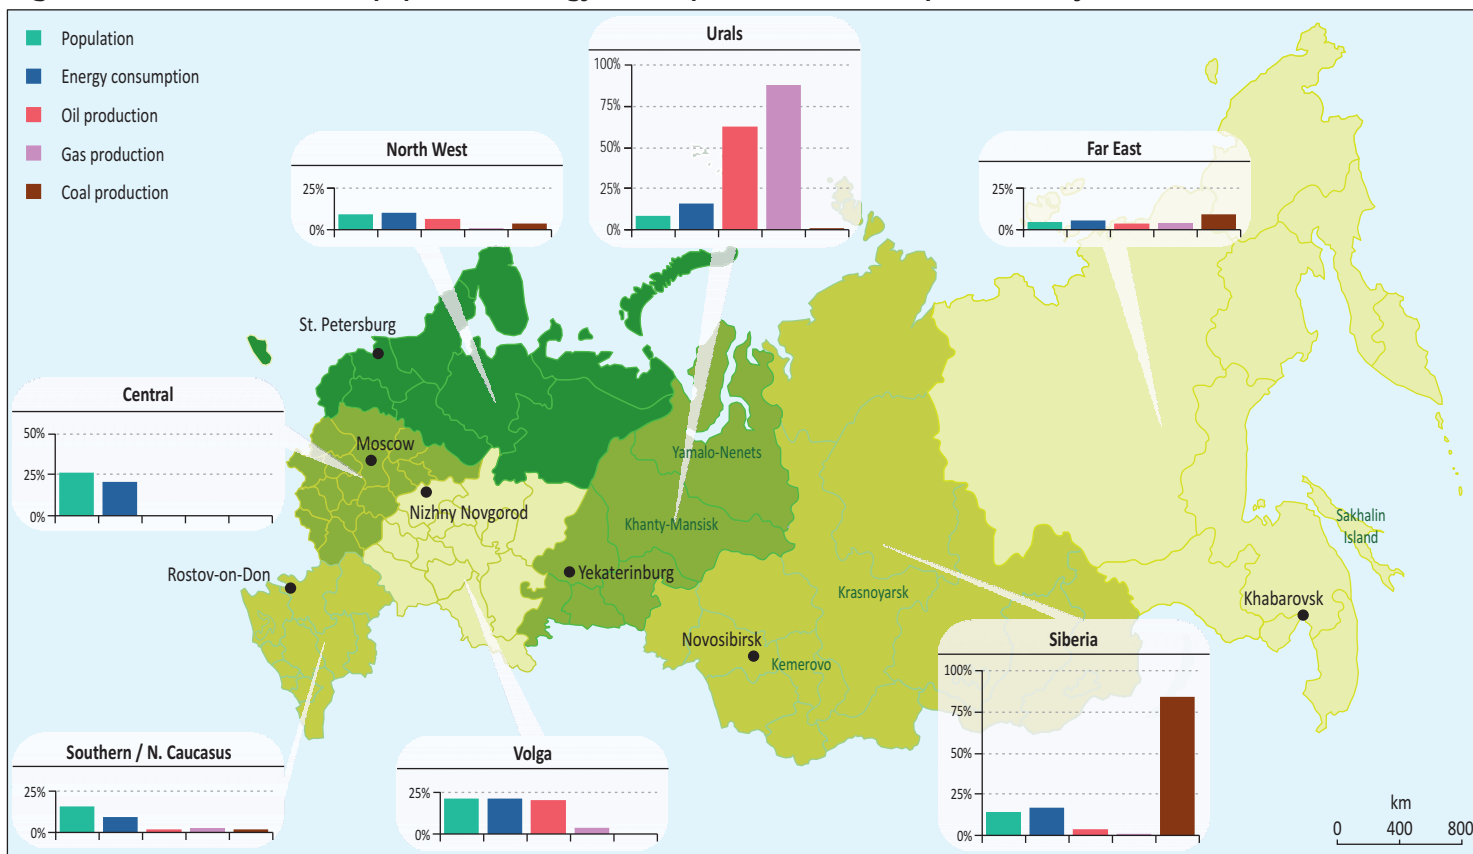 Population
Energy consumption
Oil production
Gas production
Coal production
Urals
100%
75%
50%
25%
0%
North West
25%
0%
Far East
25%
0%
St. Petersburg
Central
50%
25%
0%
Moscow
Nizhny Novgorod
Yamalo-Nenets
Khanty-Mansisk
Yekaterinburg
Rostov-on-Don
Krasnoyarsk
Novosibirsk
Kemerovo
Sakhalin
Island
Khabarovsk
Siberia
100%
75%
50%
25%
0%
Southern / N. Caucasus
25%
0%
Volga
25%
0%
km
0 400 800